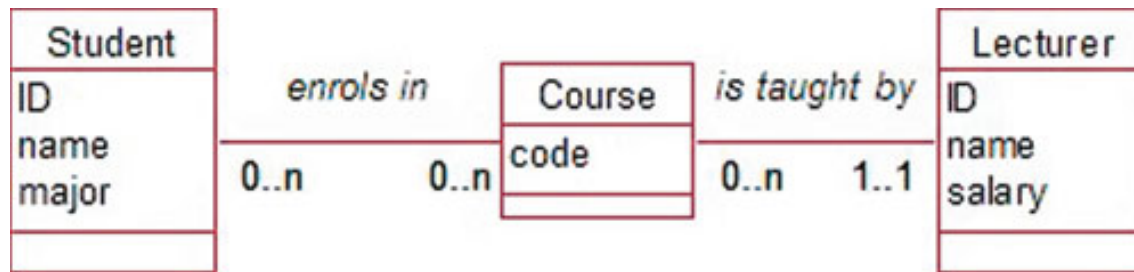 Student
ID
name
major
enrols in
0..n
0..n
Course
code
is taught by
0..n
1..1
Lecturer
ID
name
salary